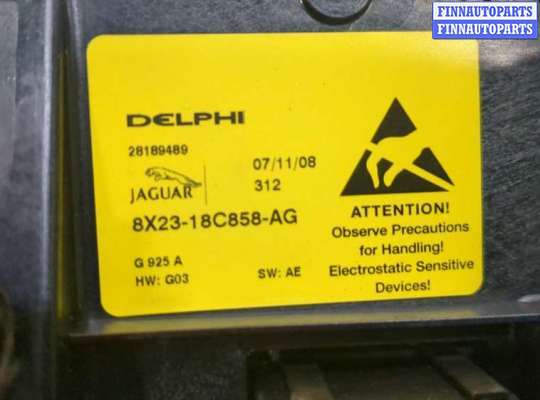 FINNAUTOPARTS
FINNAUTOPARTS
DELPHI
28189489
07/11/08
JAGUAR
312
8X23-18C858-AG
G 925 A
HW: G03
SW: AE
ATTENTION!
Observe Precautions
for Handling!
Electrostatic Sensitive
Devices!